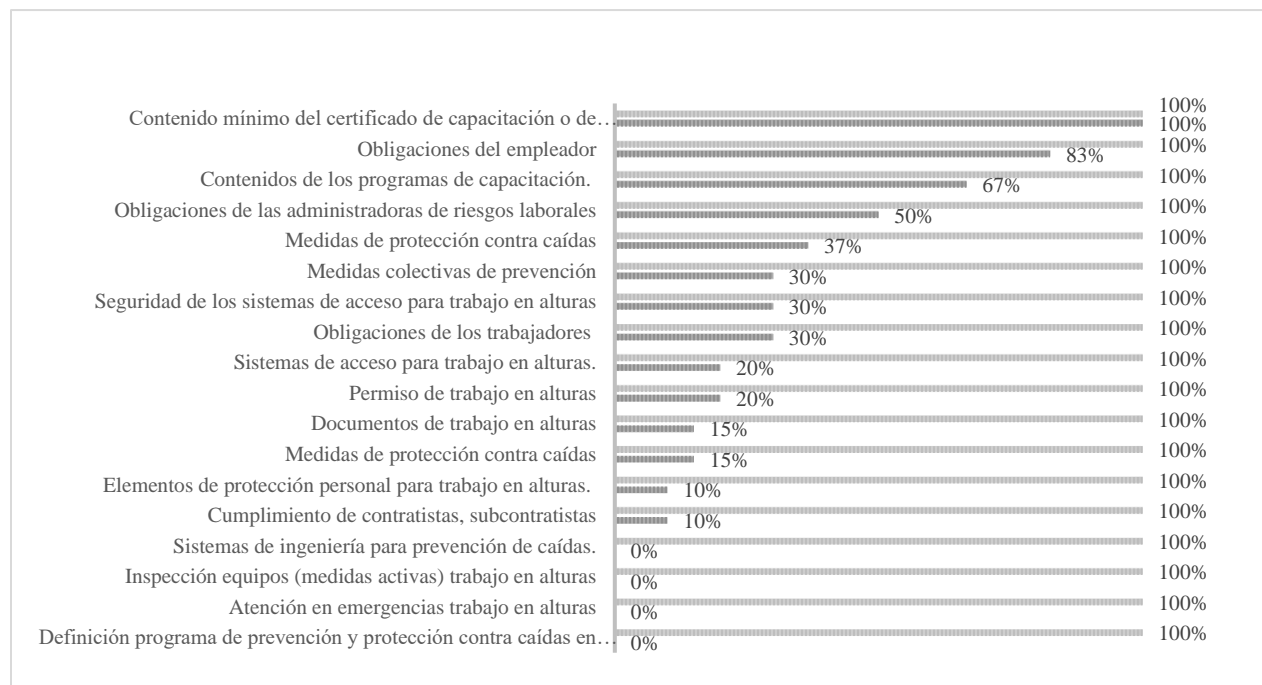 Contenido mínimo del certificado de capacitación o de… 100% 100%
Obligaciones del empleador 100% 83%
Contenidos de los programas de capacitación. 100% 67%
Obligaciones de las administradoras de riesgos laborales 100% 50%
Medidas de protección contra caídas 100% 37%
Medidas colectivas de prevención 100% 30%
Seguridad de los sistemas de acceso para trabajo en alturas 100% 30%
Obligaciones de los trabajadores 100% 30%
Sistemas de acceso para trabajo en alturas. 100% 20%
Permiso de trabajo en alturas 100% 20%
Documentos de trabajo en alturas 100% 15%
Medidas de protección contra caídas 100% 15%
Elementos de protección personal para trabajo en alturas. 100% 10%
Cumplimiento de contratistas, subcontratistas 100% 10%
Sistemas de ingeniería para prevención de caídas. 100% 0%
Inspección equipos (medidas activas) trabajo en alturas 100% 0%
Atención en emergencias trabajo en alturas 100% 0%
Definición programa de prevención y protección contra caídas en… 100% 0%